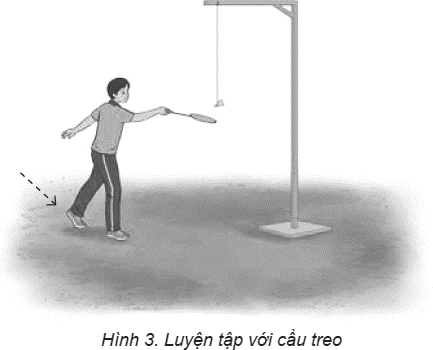 Hình 3. Luyện tập với cầu treo